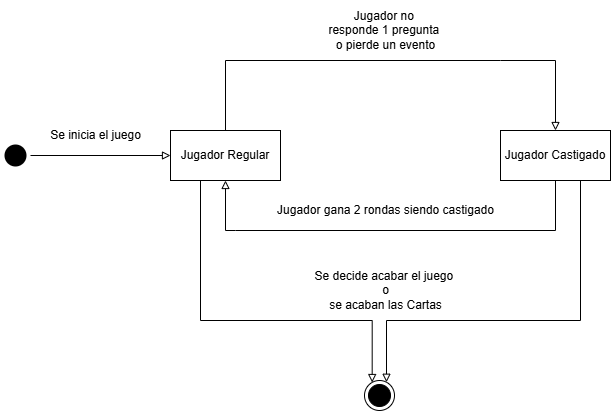 Jugador no
responde 1 pregunta
o pierde un evento
Se inicia el juego
Jugador Regular
Jugador Castigado
Jugador gana 2 rondas siendo castigado
Se decide acabar el juego
o
se acaban las Cartas